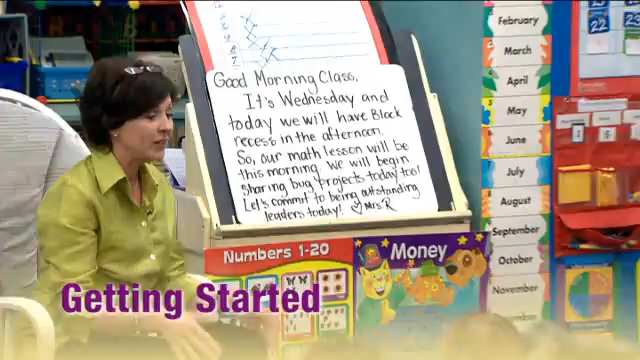 Good Morning Class,
It's Wednesday and
today we will have Block
recess in the afternoon.
So, our math lesson will be
this morning. We will begin
Sharing bug projects today too!
Let's commit to being outstanding
leaders today! ♡ Mrs. R
Numbers 1-20
Money
February
March
April
May
June
July
August
September
October
November
22
23
Getting Started